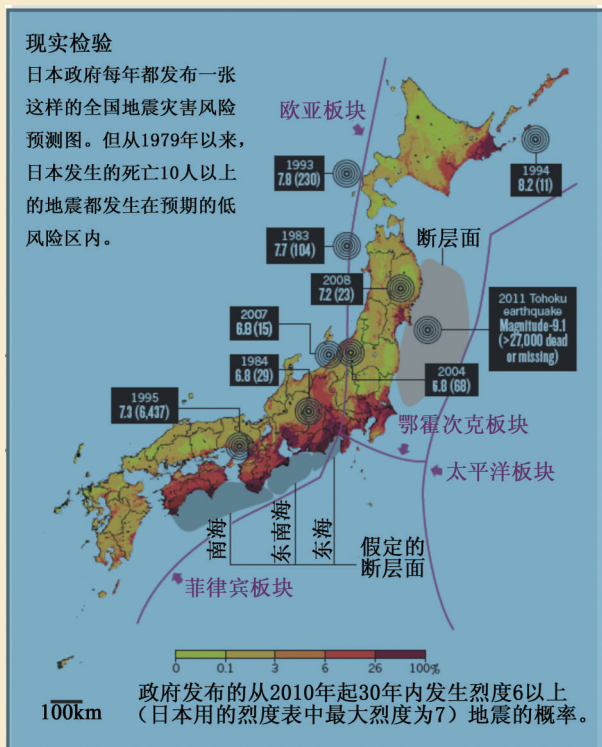 现实检验
日本政府每年都发布一张
这样的全国地震灾害风险
预测图。但从1979年以来，
日本发生的死亡10人以上
的地震都发生在预期的低
风险区内。
欧亚板块
1993
7.8 (230)
1994
8.2 (11)
1983
7.7 (104)
断层面
2008
7.2 (23)
2011 Tohoku
earthquake
Magnitude-9.1
(>27,000 dead
or missing)
2007
6.8 (15)
1984
6.8 (29)
2004
6.8 (68)
1995
7.3 (6,437)
鄂霍次克板块
太平洋板块
南海
东南海
东海
假定的
断层面
菲律宾板块
0 0.1 3 6 26 100%
100km
政府发布的从2010年起30年内发生烈度6以上
（日本用的烈度表中最大烈度为7）地震的概率。